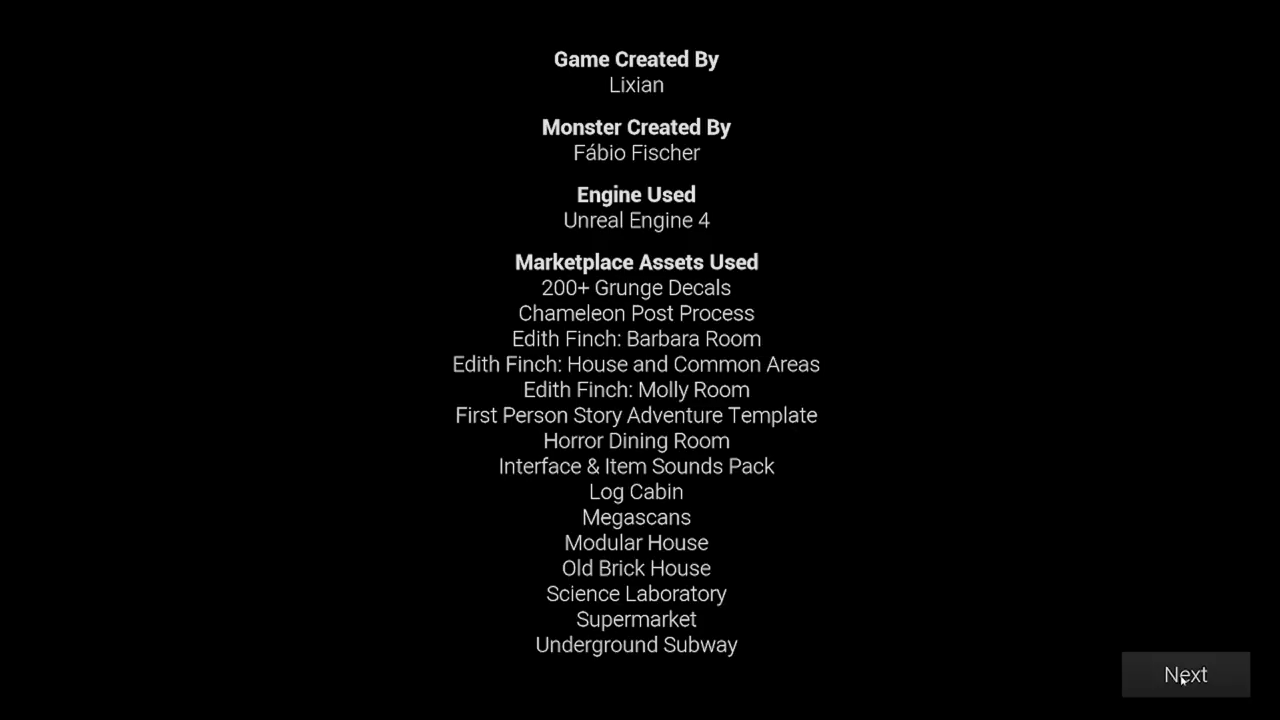 Game Created By
Lixian
Monster Created By
Fábio Fischer
Engine Used
Unreal Engine 4
Marketplace Assets Used
200+ Grunge Decals
Chameleon Post Process
Edith Finch: Barbara Room
Edith Finch: House and Common Areas
Edith Finch: Molly Room
First Person Story Adventure Template
Horror Dining Room
Interface & Item Sounds Pack
Log Cabin
Megascans
Modular House
Old Brick House
Science Laboratory
Supermarket
Underground Subway
Next